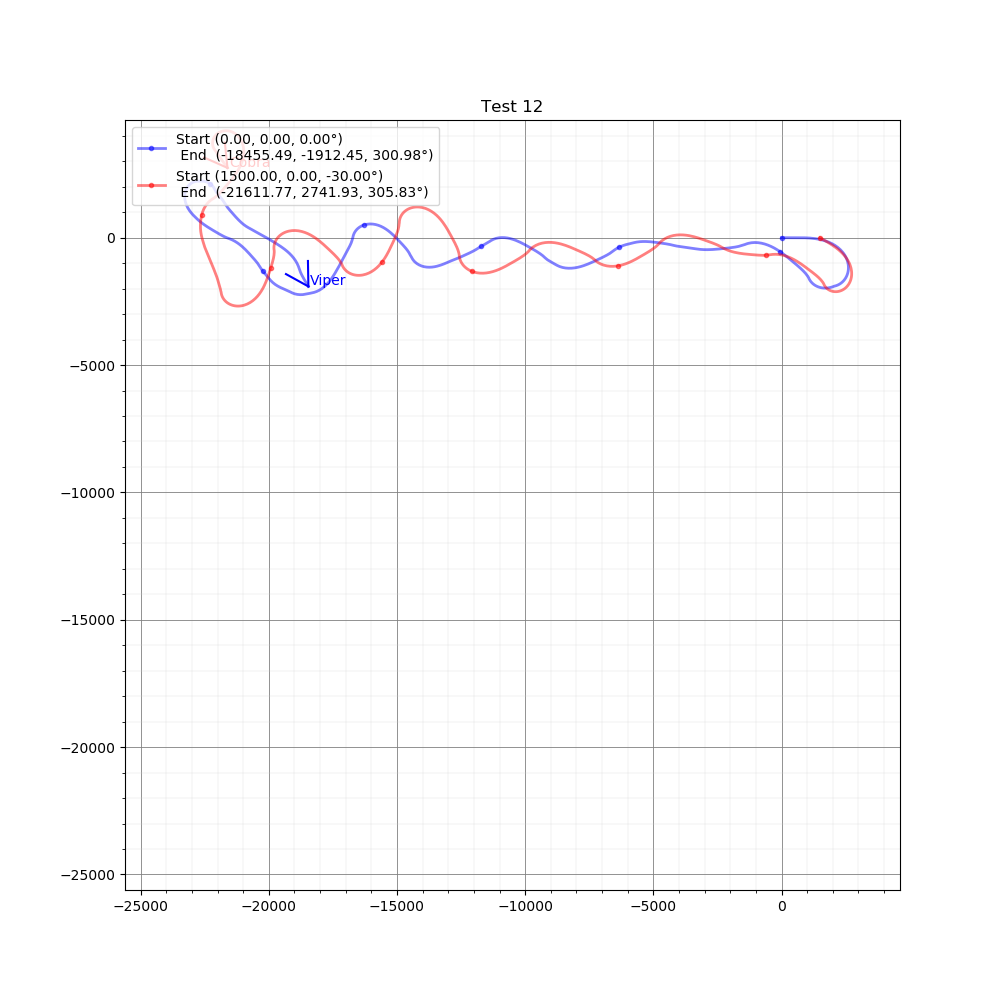 Test 12
Start (0.00, 0.00, 0.00°)
End (-18455.49, -1912.45, 300.98°)
Start (1500.00, 0.00, -30.00°)
End (-21611.77, 2741.93, 305.83°)
Cobra
Viper
0
−5000
−10000
−15000
−20000
−25000
−25000 −20000 −15000 −10000 −5000 0